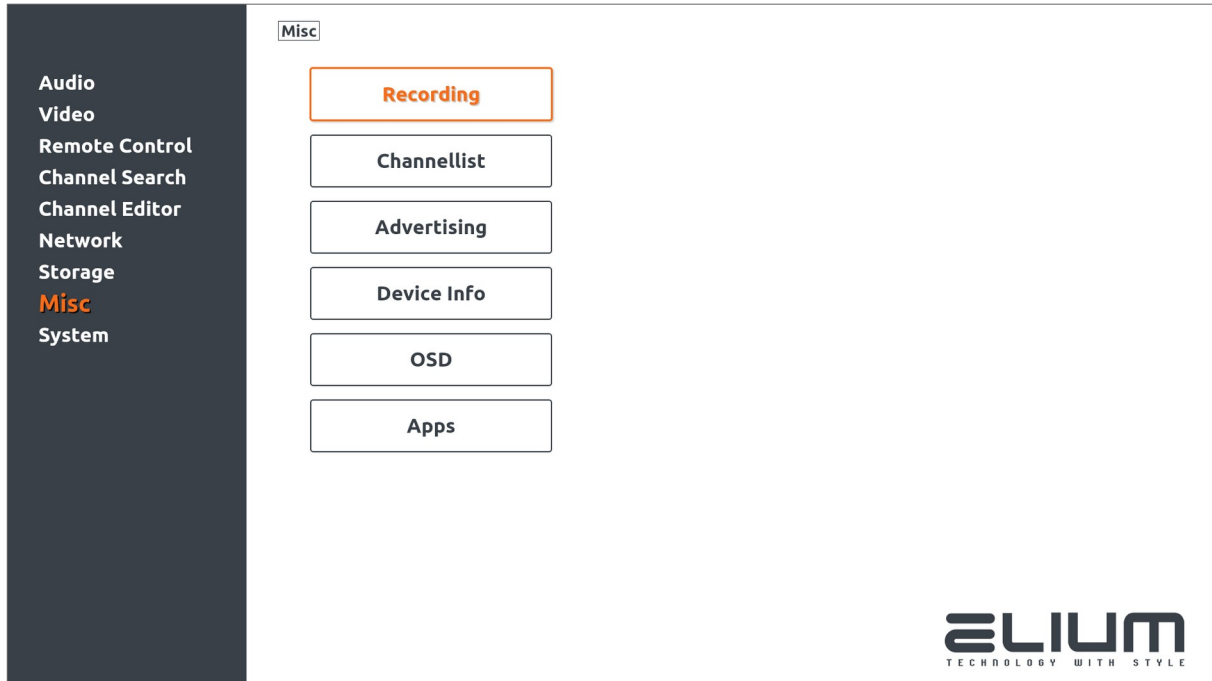 Misc
Audio
Video
Remote Control
Channel Search
Channel Editor
Network
Storage
Misc
System
Recording
Channellist
Advertising
Device Info
OSD
Apps
ELIUM
TECHNOLOGY WITH STYLE